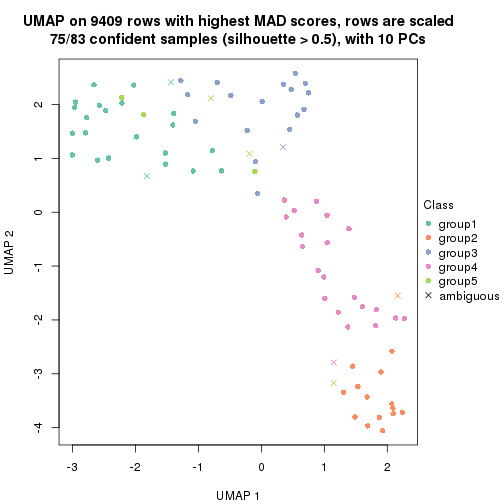 UMAP on 9409 rows with highest MAD scores, rows are scaled
75/83 confident samples (silhouette > 0.5), with 10 PCs
UMAP 2
2
1
0
-1
-2
-3
-4
-3
-2
-1
0
1
2
UMAP 1
Class
group1
group2
group3
group4
group5
ambiguous